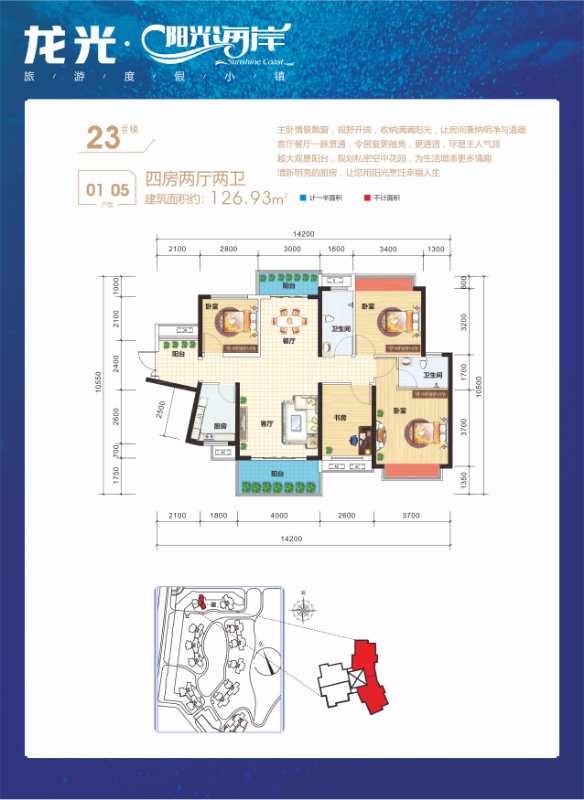 龙光·阳光海岸
Sunshine Coast
旅/游/度/假/小/镇
23#楼
01 05
户型
四房两厅两卫
建筑面积约：126.93m²
主卧情景飘窗，视野开阔，收纳满满阳光，让房间兼纳明净与温暖
客厅餐厅一脉贯通，令居室更敞亮，更通透，尽显主人气派
超大观景阳台，规划私密空中花园，为生活增添更多情趣
清新明亮的厨房，让您用阳光烹饪幸福人生
计一半面积 不计面积
14200
2100 2800 3000 1600 3400 1300
10550
1000 2100 2400 2600 700 1750
2500
600 3200 1700 3700 1350
10500
阳台
卧室
餐厅
卫生间
卧室
阳台
卫生间
厨房
客厅
书房
卧室
阳台
2100 1800 4000 2600 3700
14200
北